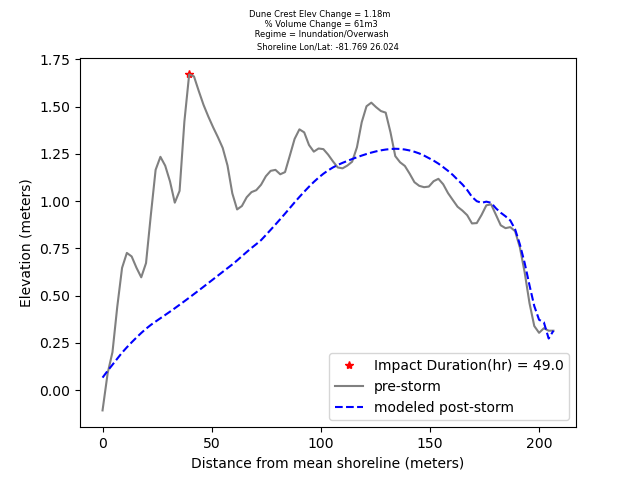 Dune Crest Elev Change = 1.18m
% Volume Change = 61m3
Regime = Inundation/Overwash
Shoreline Lon/Lat: -81.769 26.024
1.75
1.50
1.25
1.00
0.75
0.50
0.25
0.00
Elevation (meters)
Impact Duration(hr) = 49.0
pre-storm
modeled post-storm
0
50
100
150
200
Distance from mean shoreline (meters)